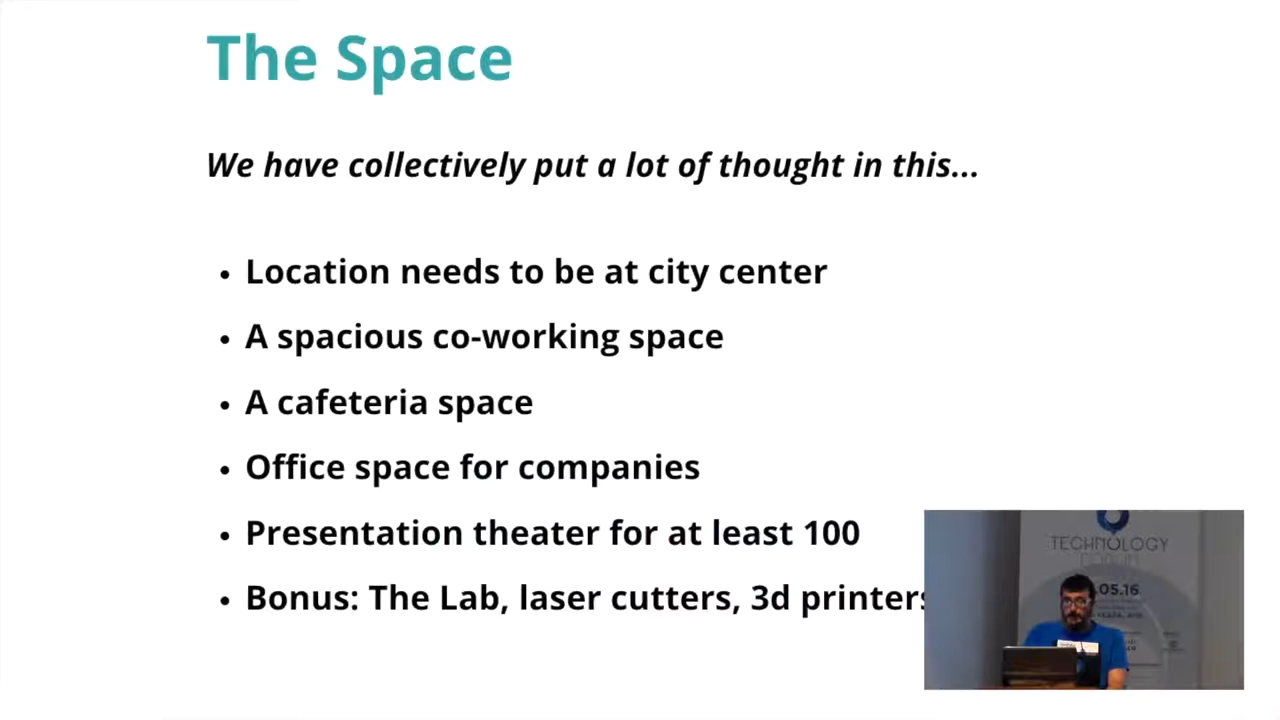 The Space
We have collectively put a lot of thought in this...
• Location needs to be at city center
• A spacious co-working space
• A cafeteria space
• Office space for companies
• Presentation theater for at least 100
• Bonus: The Lab, laser cutters, 3d printers
TECHNOLOGY
.05.16